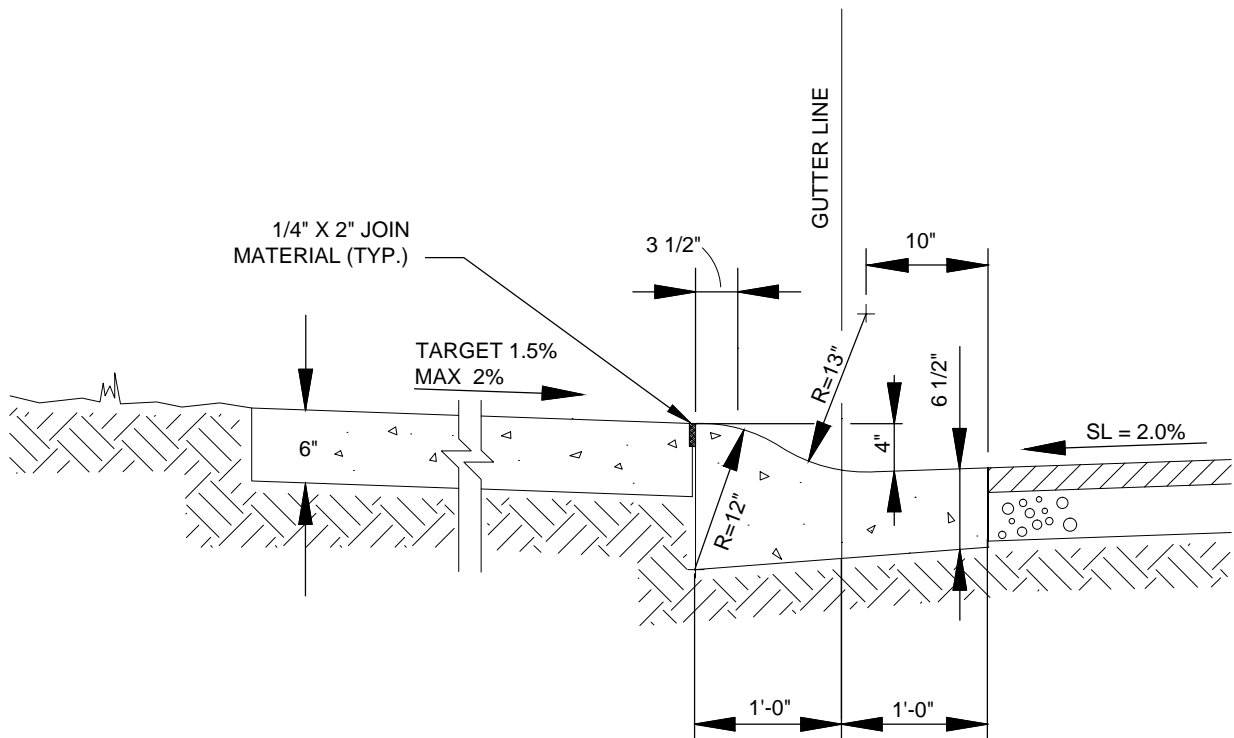 GUTTER LINE
1/4" X 2" JOIN
MATERIAL (TYP.)
3 1/2"
10"
TARGET 1.5%
MAX 2%
R=13"
6 1/2"
4"
SL = 2.0%
6"
R=12"
1'-0"
1'-0"